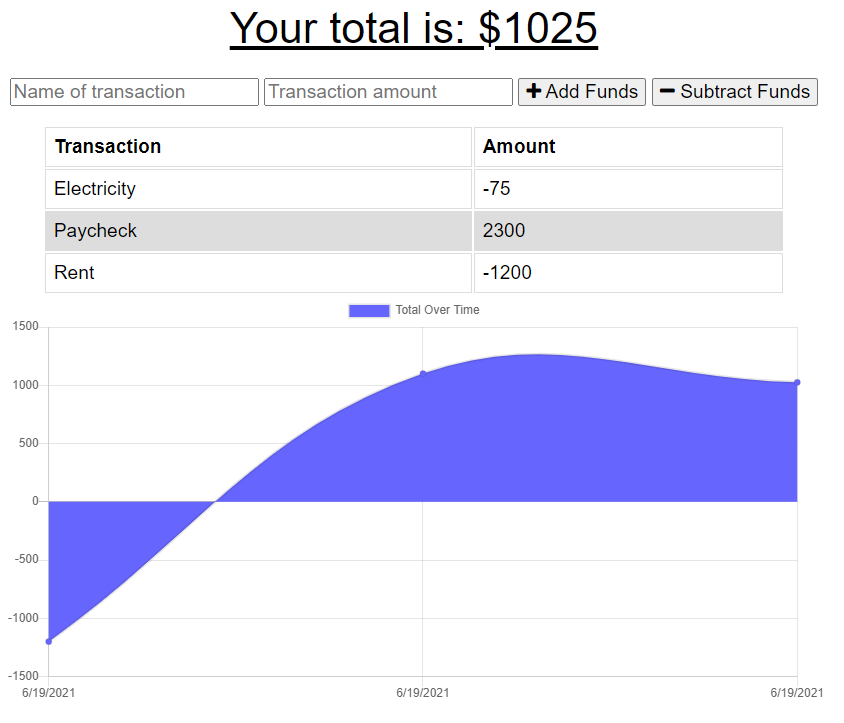 Your total is: $1025
Name of transaction Transaction amount + Add Funds − Subtract Funds
Transaction Amount
Electricity -75
Paycheck 2300
Rent -1200
Total Over Time
1500
1000
500
0
-500
-1000
-1500
6/19/2021 6/19/2021 6/19/2021